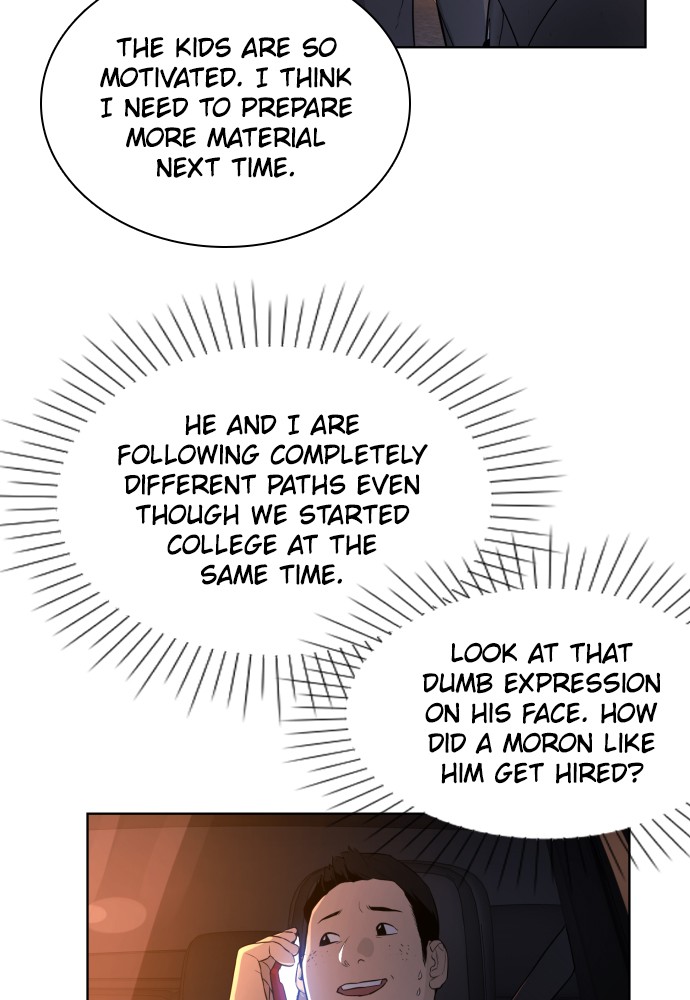 THE KIDS ARE SO
MOTIVATED. I THINK
I NEED TO PREPARE
MORE MATERIAL
NEXT TIME.
HE AND I ARE
FOLLOWING COMPLETELY
DIFFERENT PATHS EVEN
THOUGH WE STARTED
COLLEGE AT THE
SAME TIME.
LOOK AT THAT
DUMB EXPRESSION
ON HIS FACE. HOW
DID A MORON LIKE
HIM GET HIRED?